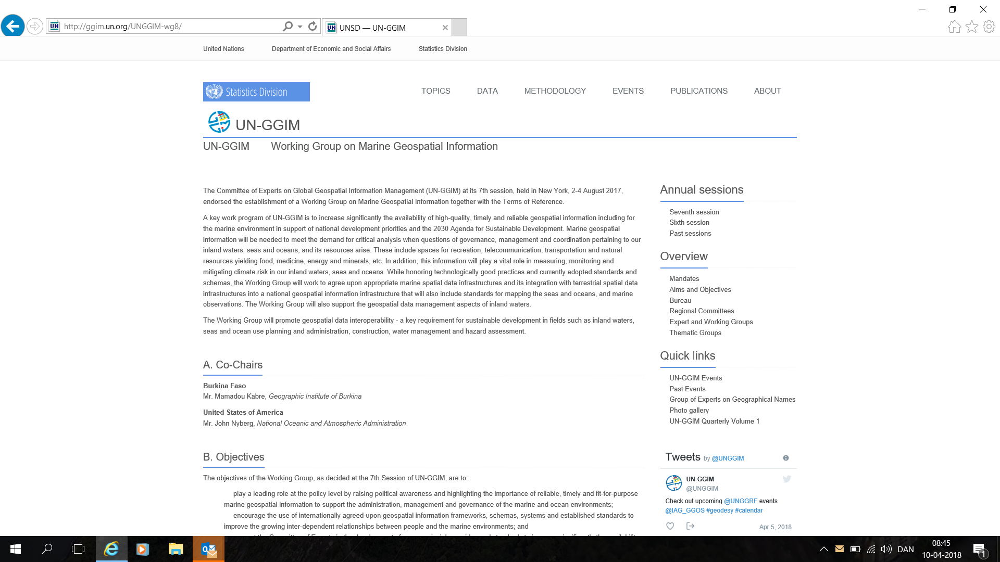 http://ggim.un.org/UNGGIM-wg8/
UN
UNSD — UN-GGIM
United Nations
Department of Economic and Social Affairs
Statistics Division
Statistics Division
TOPICS
DATA
METHODOLOGY
EVENTS
PUBLICATIONS
ABOUT
UN-GGIM
UN-GGIM Working Group on Marine Geospatial Information
The Committee of Experts on Global Geospatial Information Management (UN-GGIM) at its 7th session, held in New York, 2-4 August 2017,
endorsed the establishment of a Working Group on Marine Geospatial Information together with the Terms of Reference.
A key work program of UN-GGIM is to increase significantly the availability of high-quality, timely and reliable geospatial information including for
the marine environment in support of national development priorities and the 2030 Agenda for Sustainable Development. Marine geospatial
information will be needed to meet the demand for critical analysis when questions of governance, management and coordination pertaining to our
inland waters, seas and oceans, and its resources arise. These include spaces for recreation, telecommunication, transportation and natural
resources yielding food, medicine, energy and minerals, etc. In addition, this information will play a vital role in measuring, monitoring and
mitigating climate risk in our inland waters, seas and oceans. While honoring technologically good practices and currently adopted standards and
schemas, the Working Group will work to agree upon appropriate marine spatial data infrastructures and its integration with terrestrial spatial data
infrastructures into a national geospatial information infrastructure that will also include standards for mapping the seas and oceans, and marine
observations. The Working Group will also support the geospatial data management aspects of inland waters.
The Working Group will promote geospatial data interoperability - a key requirement for sustainable development in fields such as inland waters,
seas and ocean use planning and administration, construction, water management and hazard assessment.
A. Co-Chairs
Burkina Faso
Mr. Mamadou Kabre, Geographic Institute of Burkina
United States of America
Mr. John Nyberg, National Oceanic and Atmospheric Administration
B. Objectives
The objectives of the Working Group, as decided at the 7th Session of UN-GGIM, are to:
play a leading role at the policy level by raising political awareness and highlighting the importance of reliable, timely and fit-for-purpose
marine geospatial information to support the administration, management and governance of the marine and ocean environments;
encourage the use of internationally agreed-upon geospatial information frameworks, schemas, systems and established standards to
improve the growing inter-dependent relationships between people and the marine environments; and
Annual sessions
Seventh session
Sixth session
Past sessions
Overview
Mandates
Aims and Objectives
Bureau
Regional Committees
Expert and Working Groups
Thematic Groups
Quick links
UN-GGIM Events
Past Events
Group of Experts on Geographical Names
Photo gallery
UN-GGIM Quarterly Volume 1
Tweets by @UNGGIM
UN-GGIM
@UNGGIM
Check out upcoming @UNGGRF events
@IAG_GGOS #geodesy #calendar
Apr 5, 2018
DAN
08:45
10-04-2018
1